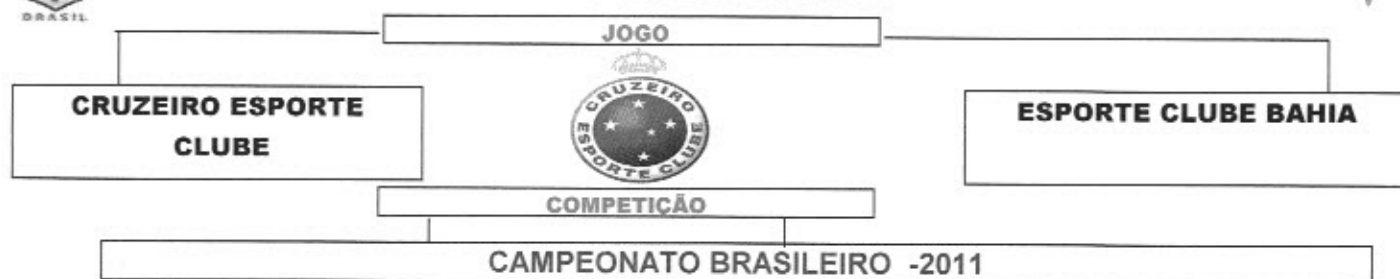 BRASIL
JOGO
CRUZEIRO ESPORTE
CLUBE
CRUZEIRO
ESPORTE CLUBE
ESPORTE CLUBE BAHIA
COMPETIÇÃO
CAMPEONATO BRASILEIRO -2011